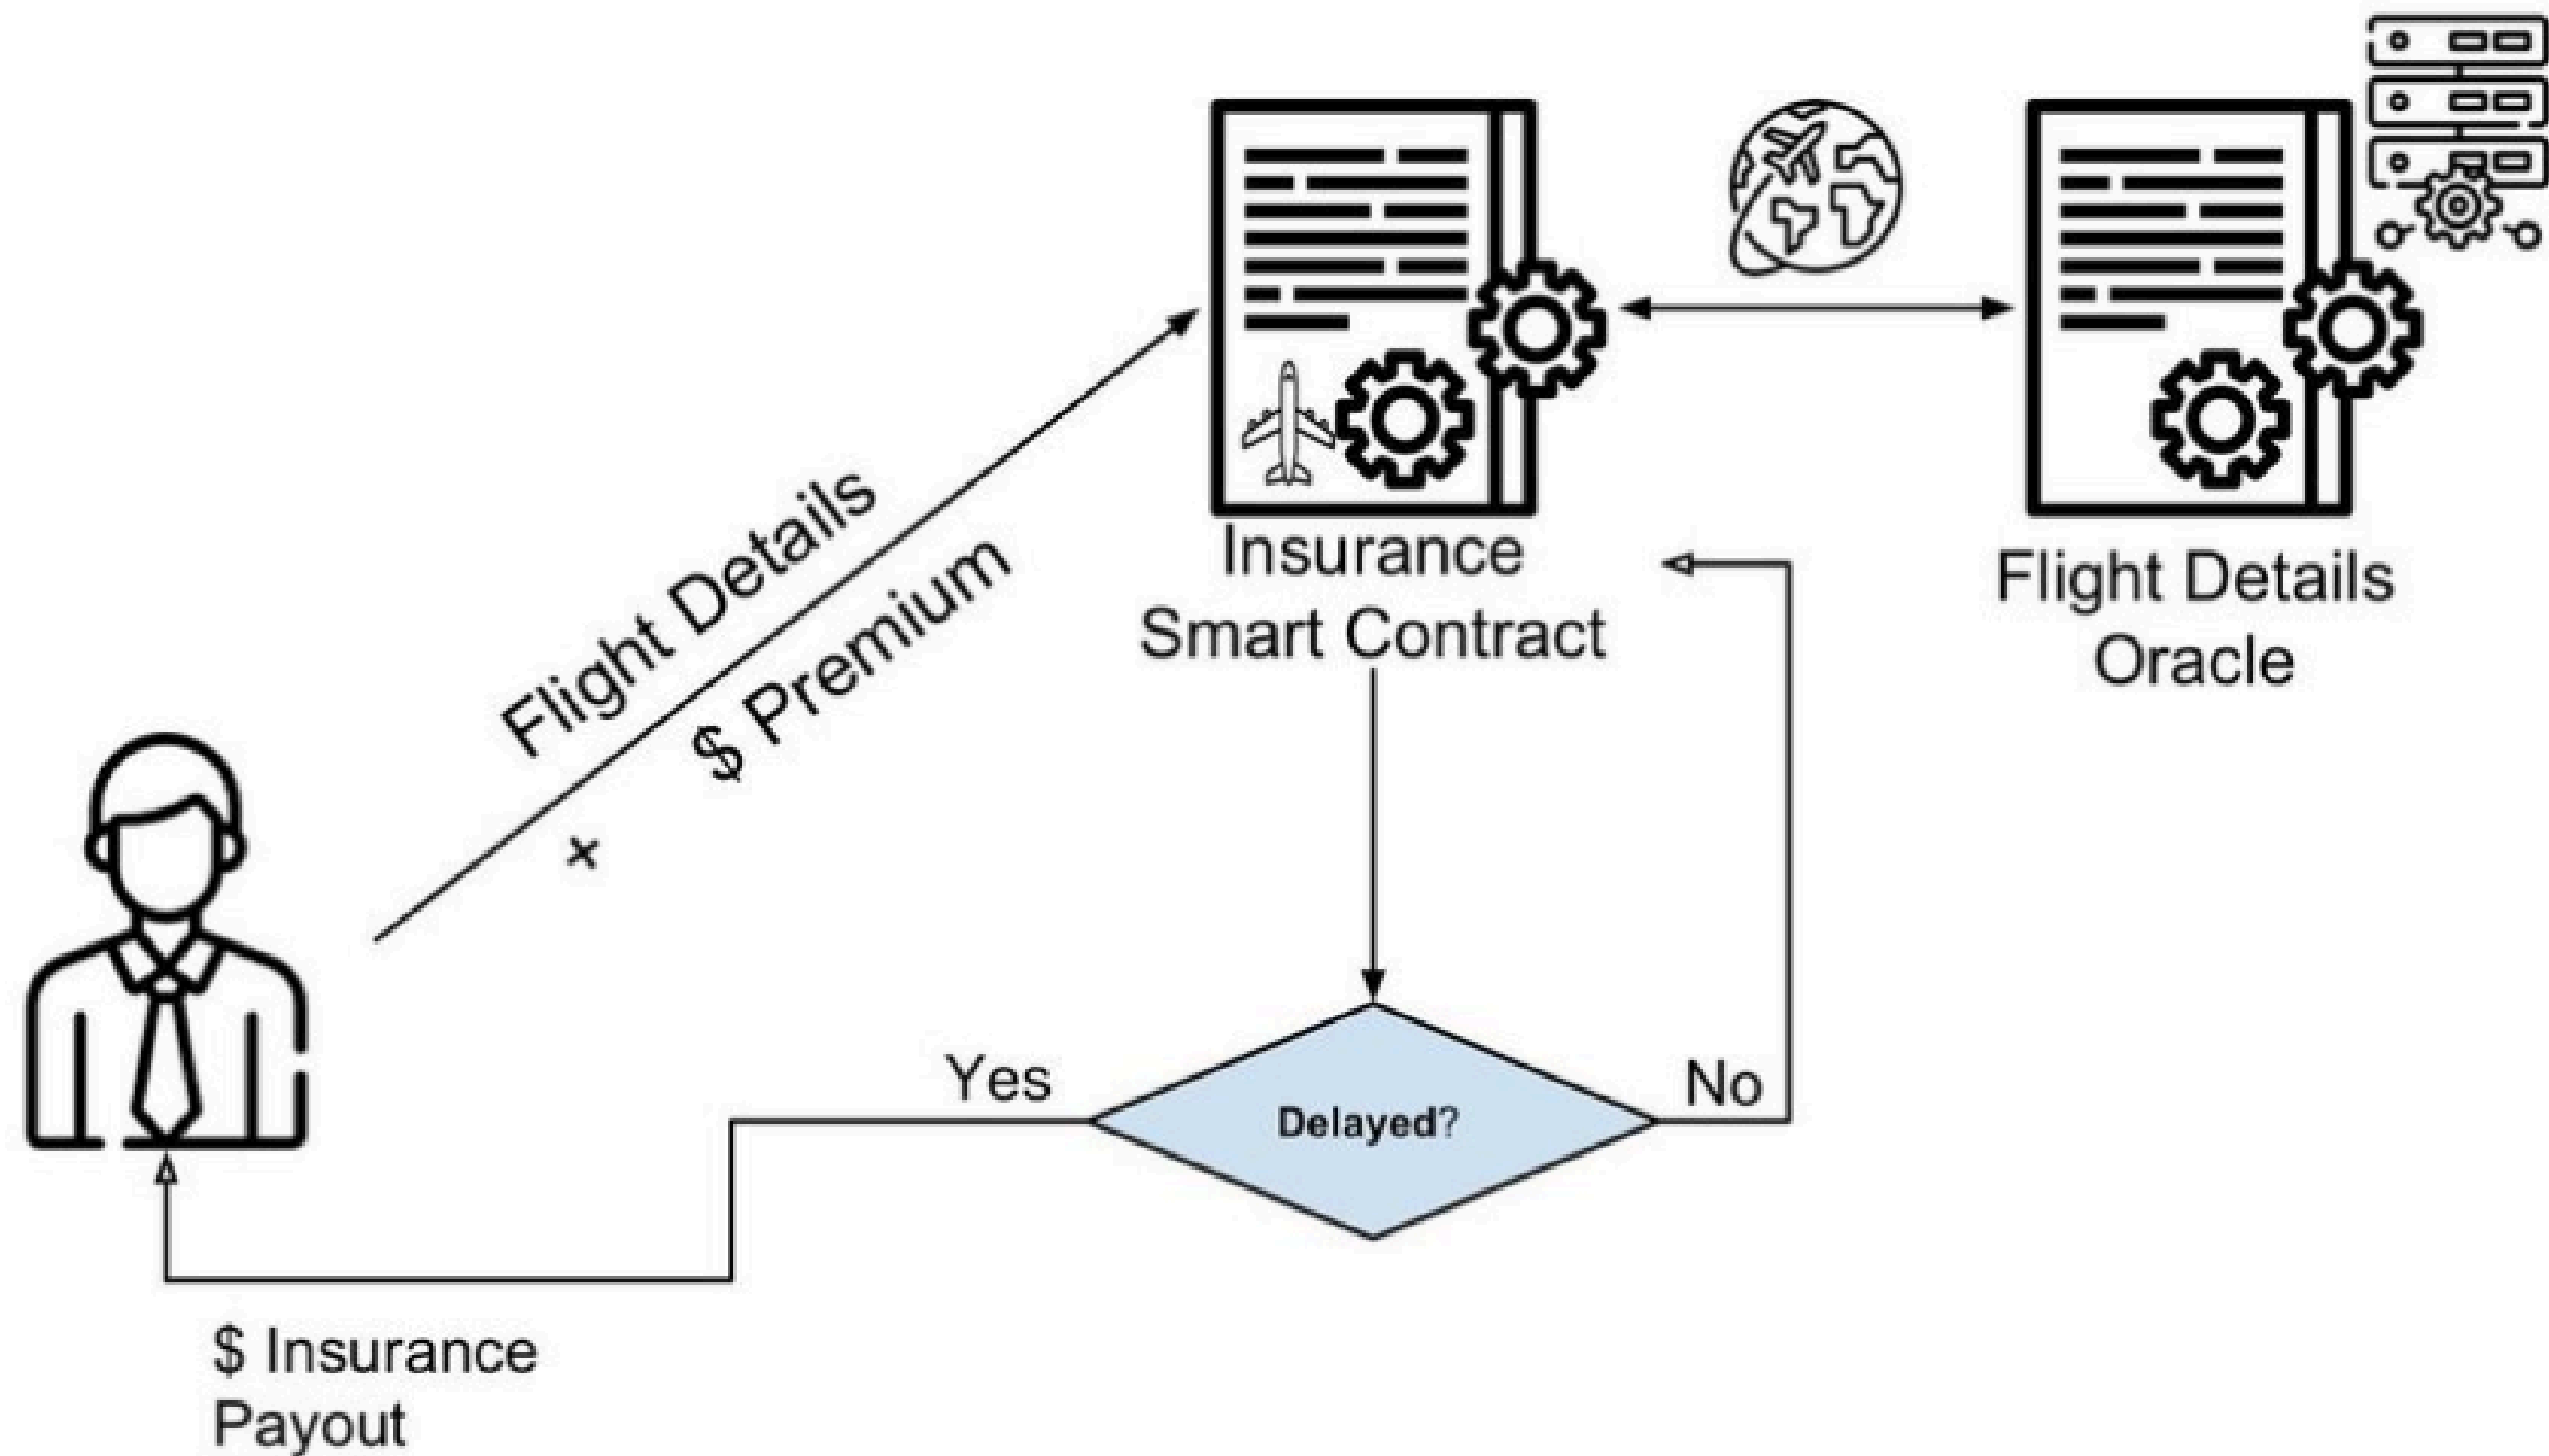 Flight Details
+ $ Premium
Insurance
Smart Contract
Flight Details
Oracle
Yes
Delayed?
No
$ Insurance
Payout